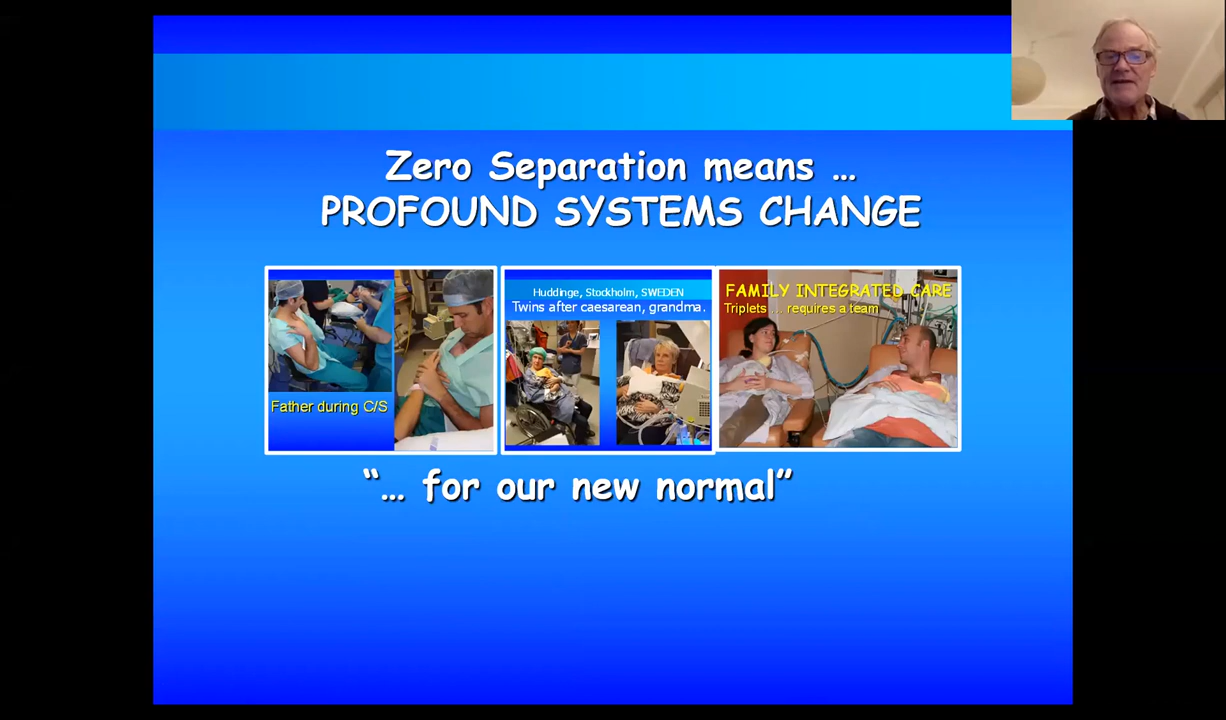 Zero Separation means ...
PROFOUND SYSTEMS CHANGE
Father during C/S
Huddinge, Stockholm, SWEDEN
Twins after caesarean, grandma.
FAMILY INTEGRATED CARE
Triplets ... requires a team
“... for our new normal”